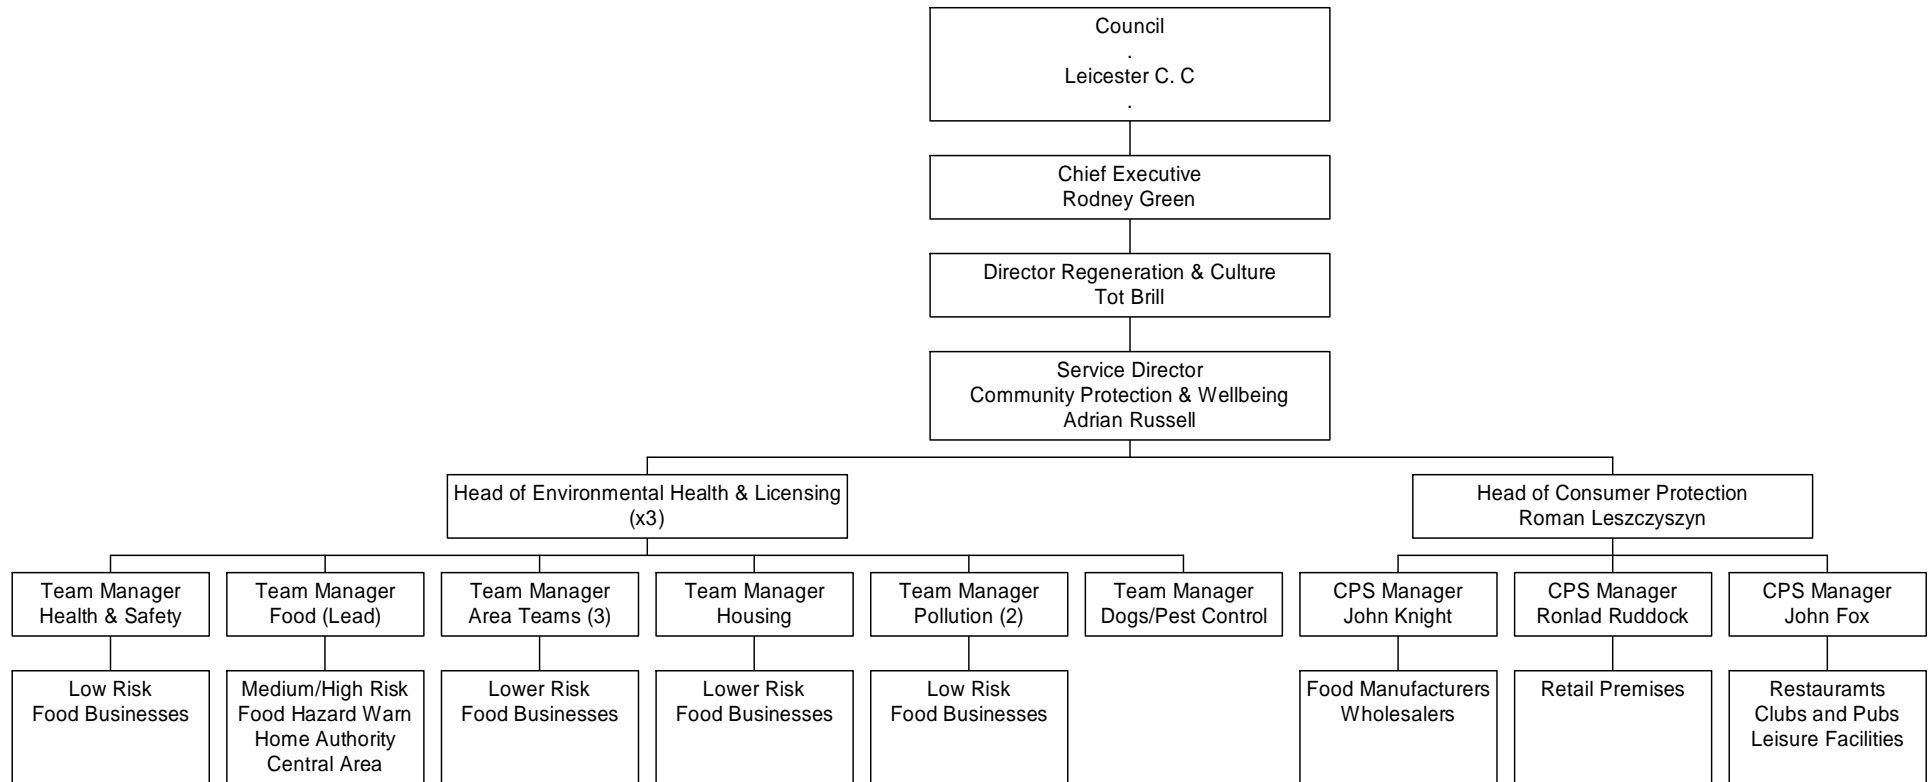 Council
.
Leicester C. C
.
Chief Executive
Rodney Green
Director Regeneration & Culture
Tot Brill
Service Director
Community Protection & Wellbeing
Adrian Russell
Head of Environmental Health & Licensing
(x3)
Head of Consumer Protection
Roman Leszczyszyn
Team Manager
Health & Safety
Team Manager
Food (Lead)
Team Manager
Area Teams (3)
Team Manager
Housing
Team Manager
Pollution (2)
Team Manager
Dogs/Pest Control
CPS Manager
John Knight
CPS Manager
Ronlad Ruddock
CPS Manager
John Fox
Low Risk
Food Businesses
Medium/High Risk
Food Hazard Warn
Home Authority
Central Area
Lower Risk
Food Businesses
Lower Risk
Food Businesses
Low Risk
Food Businesses
Food Manufacturers
Wholesalers
Retail Premises
Restauramts
Clubs and Pubs
Leisure Facilities